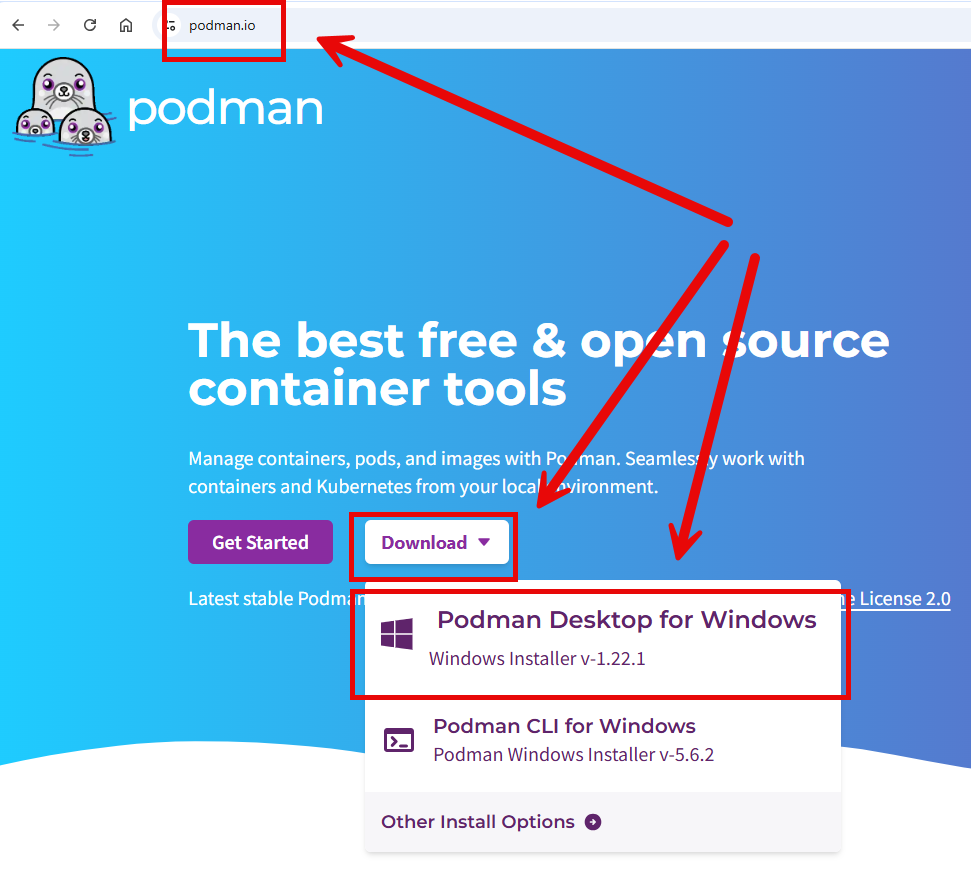 podman.io
podman
The best free & open source
container tools
Manage containers, pods, and images with Podman. Seamlessly work with
containers and Kubernetes from your local environment.
Get Started
Download
Latest stable Podman
License 2.0
Podman Desktop for Windows
Windows Installer v-1.22.1
Podman CLI for Windows
Podman Windows Installer v-5.6.2
Other Install Options